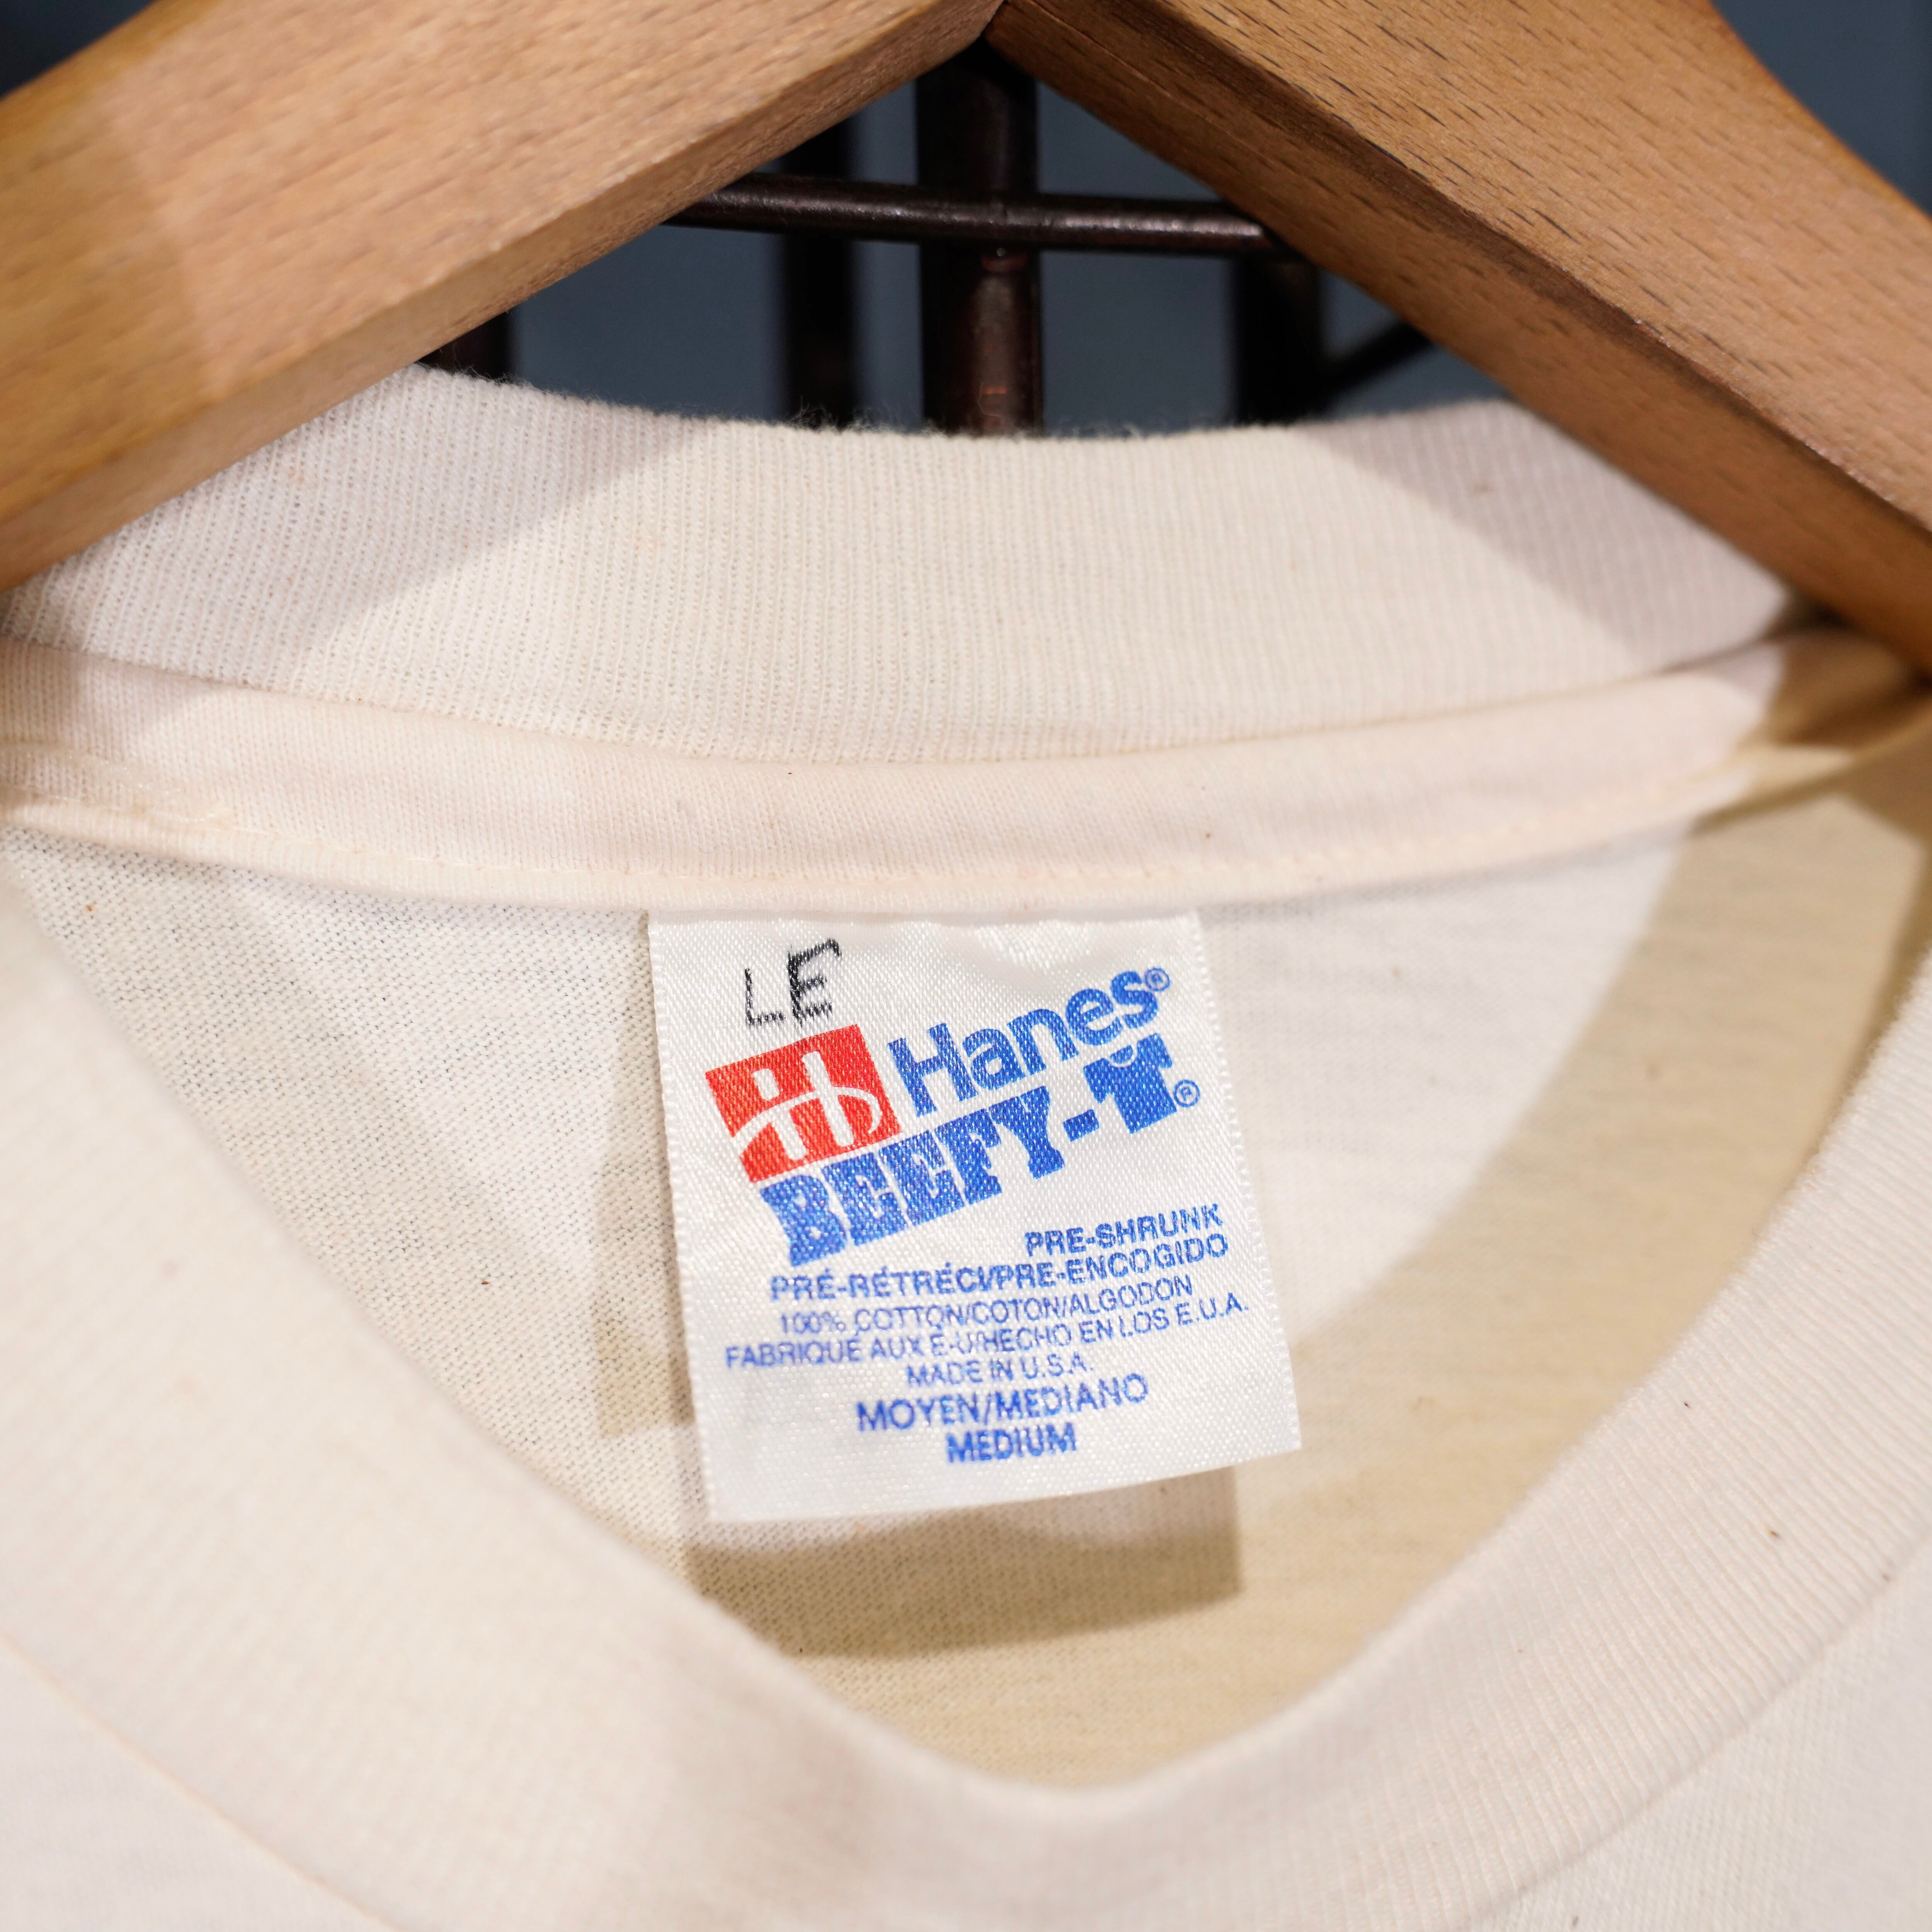 LE
Hanes®
BEEFY-T®
PRE-SHRUNK
PRÉ-RÉTRÉCI/PRE-ENCOGIDO
100% COTTON/COTON/ALGODON
FABRIQUÉ AUX E-U/HECHO EN LOS E.U.A.
MADE IN U.S.A.
MOYEN/MEDIANO
MEDIUM